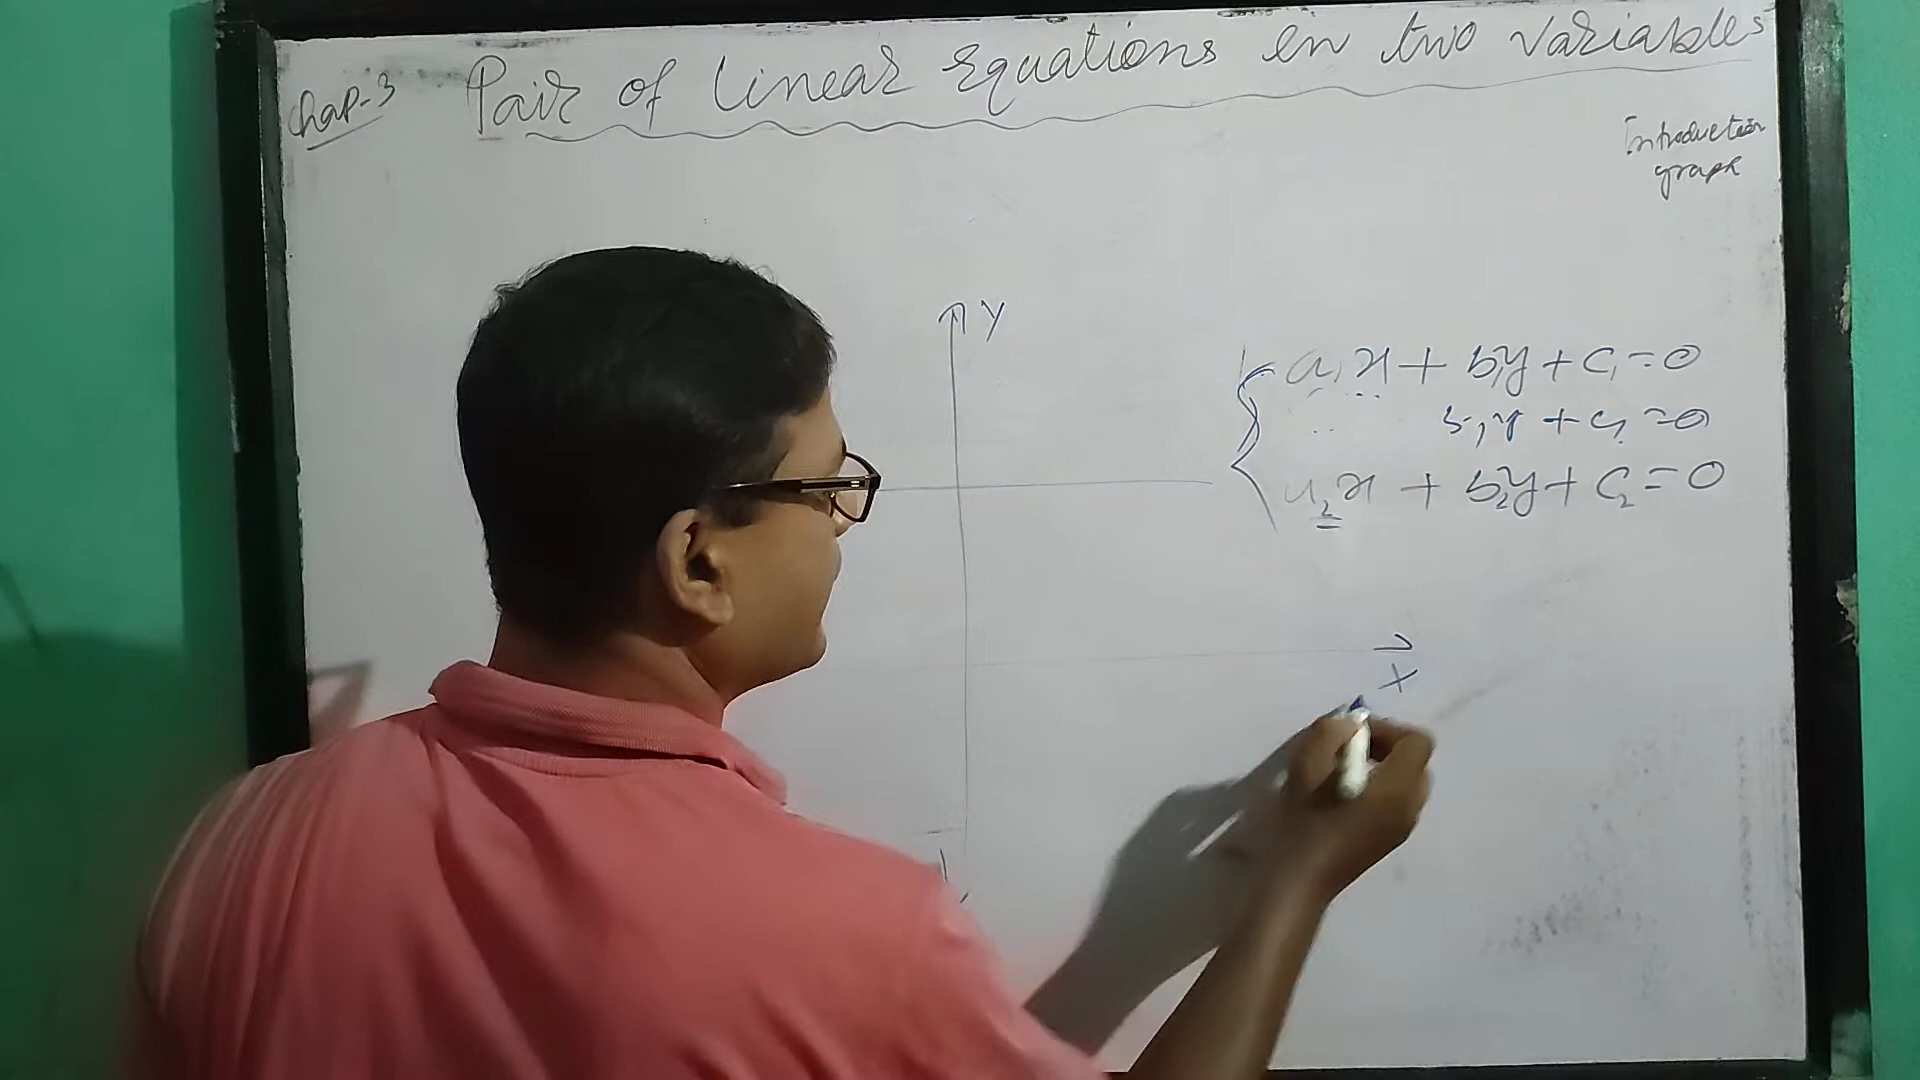 Chap-3 Pair of Linear Equations in two variables
Introduction
graph
Y
a₁x + b₁y + c₁ = 0
b₁y + c₁ = 0
a₂x + b₂y + c₂ = 0
X